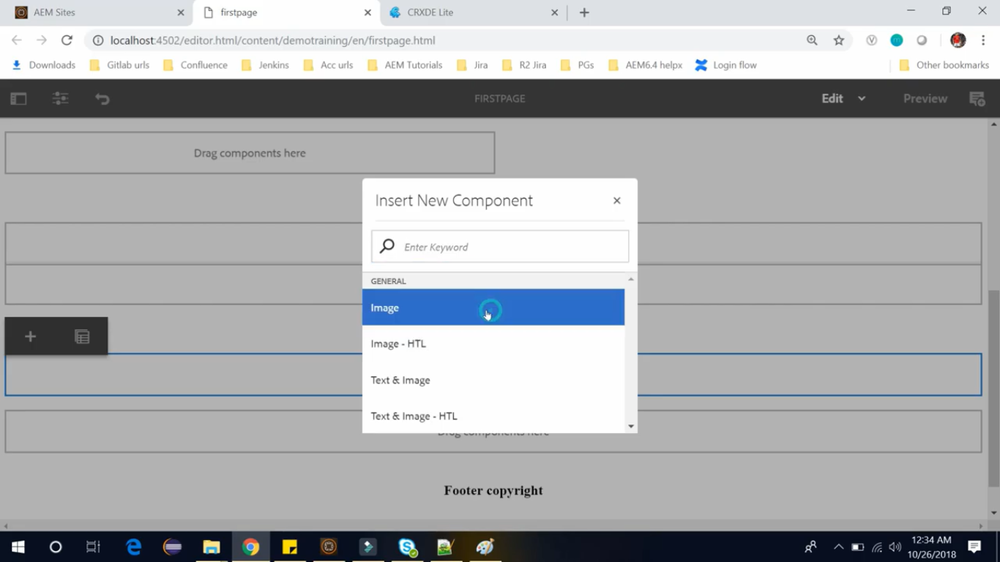 AEM Sites
firstpage
CRXDE Lite
localhost:4502/editor.html/content/demotraining/en/firstpage.html
Downloads
Gitlab urls
Confluence
Jenkins
Acc urls
AEM Tutorials
Jira
R2 Jira
PGs
AEM6.4 helpx
Login flow
Other bookmarks
FIRSTPAGE
Edit
Preview
Drag components here
Insert New Component
Enter Keyword
GENERAL
Image
Image - HTL
Text & Image
Text & Image - HTL
Drag components here
Footer copyright
12:34 AM
10/26/2018